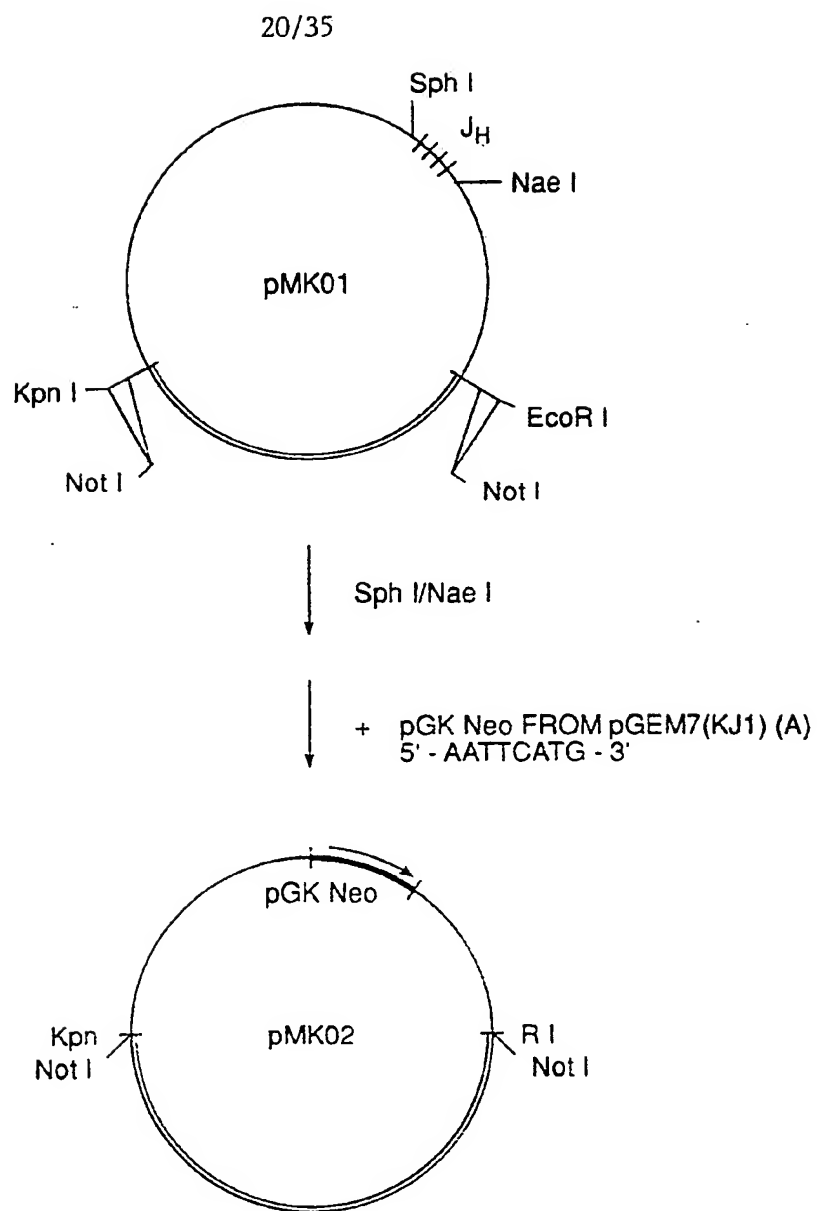 20/35
Sph I
JH
Nae I
pMK01
Kpn I
EcoR I
Not I
Not I
Sph I/Nae I
+ pGK Neo FROM pGEM7(KJ1) (A)
5' - AATTCATG - 3'
pGK Neo
Kpn
pMK02
R I
Not I
Not I